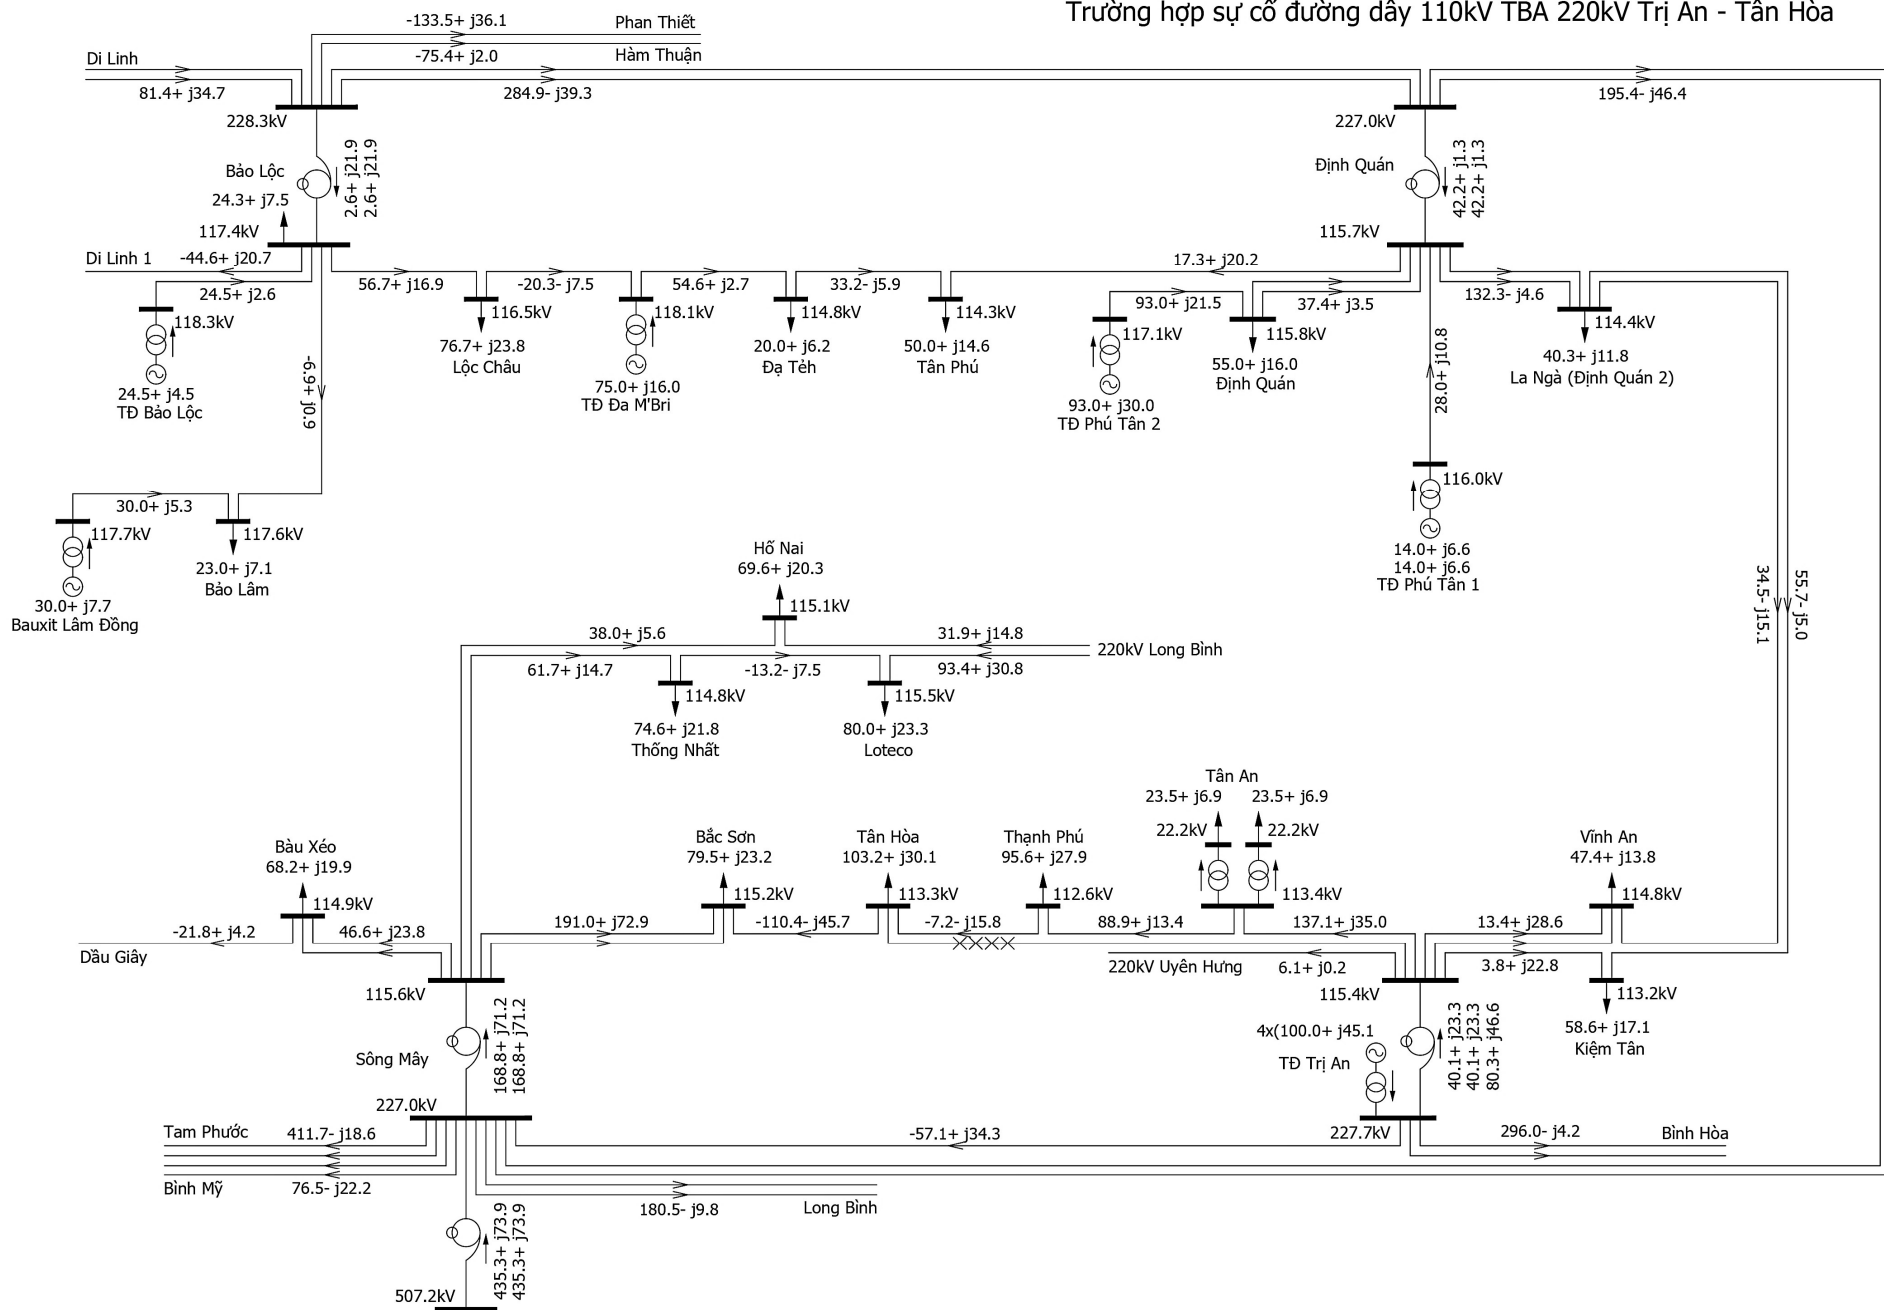 Trường hợp sự cố đường dây 110kV TBA 220kV Trị An - Tân Hòa
-133.5+ j36.1
Phan Thiết
Di Linh
-75.4+ j2.0
Hàm Thuận
81.4+ j34.7
284.9- j39.3
195.4- j46.4
228.3kV
227.0kV
Bảo Lộc
2.6+ j21.9
2.6+ j21.9
Định Quán
42.2+ j1.3
42.2+ j1.3
24.3+ j7.5
117.4kV
115.7kV
Di Linh 1
-44.6+ j20.7
24.5+ j2.6
56.7+ j16.9
-20.3- j7.5
54.6+ j2.7
33.2- j5.9
17.3+ j20.2
93.0+ j21.5
37.4+ j3.5
132.3- j4.6
118.3kV
116.5kV
118.1kV
114.8kV
114.3kV
117.1kV
115.8kV
114.4kV
24.5+ j4.5
TĐ Bảo Lộc
76.7+ j23.8
Lộc Châu
75.0+ j16.0
TĐ Đa M'Bri
20.0+ j6.2
Đạ Tẻh
50.0+ j14.6
Tân Phú
93.0+ j30.0
TĐ Phú Tân 2
55.0+ j16.0
Định Quán
40.3+ j11.8
La Ngà (Định Quán 2)
-6.9+ j0.9
28.0+ j10.8
30.0+ j5.3
117.7kV
117.6kV
116.0kV
30.0+ j7.7
Bauxit Lâm Đồng
23.0+ j7.1
Bảo Lâm
14.0+ j6.6
14.0+ j6.6
TĐ Phú Tân 1
34.5- j15.1
55.7- j5.0
Hố Nai
69.6+ j20.3
115.1kV
38.0+ j5.6
31.9+ j14.8
220kV Long Bình
61.7+ j14.7
-13.2- j7.5
93.4+ j30.8
114.8kV
115.5kV
74.6+ j21.8
Thống Nhất
80.0+ j23.3
Loteco
Tân An
23.5+ j6.9
23.5+ j6.9
22.2kV
22.2kV
Bàu Xéo
68.2+ j19.9
114.9kV
Bắc Sơn
79.5+ j23.2
115.2kV
Tân Hòa
103.2+ j30.1
113.3kV
Thạnh Phú
95.6+ j27.9
112.6kV
113.4kV
Vĩnh An
47.4+ j13.8
114.8kV
-21.8+ j4.2
Dầu Giây
46.6+ j23.8
191.0+ j72.9
-110.4- j45.7
-7.2- j15.8
88.9+ j13.4
137.1+ j35.0
13.4+ j28.6
220kV Uyên Hưng
6.1+ j0.2
3.8+ j22.8
115.6kV
115.4kV
113.2kV
58.6+ j17.1
Kiệm Tân
Sông Mây
168.8+ j71.2
168.8+ j71.2
4x(100.0+ j45.1
TĐ Trị An
40.1+ j23.3
40.1+ j23.3
80.3+ j46.6
227.0kV
227.7kV
Tam Phước
411.7- j18.6
-57.1+ j34.3
296.0- j4.2
Bình Hòa
Bình Mỹ
76.5- j22.2
180.5- j9.8
Long Bình
435.3+ j73.9
435.3+ j73.9
507.2kV